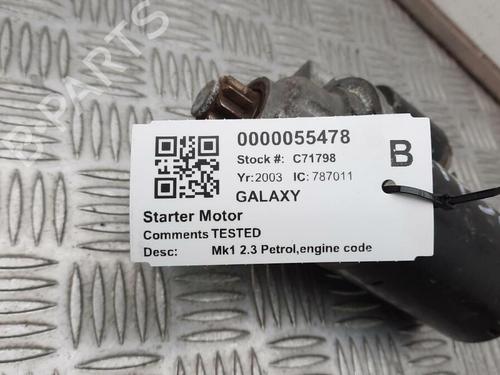 0000055478
Stock #: C71798
B
Yr:2003 IC: 787011
GALAXY
Starter Motor
Comments TESTED
Desc: Mk1 2.3 Petrol,engine code